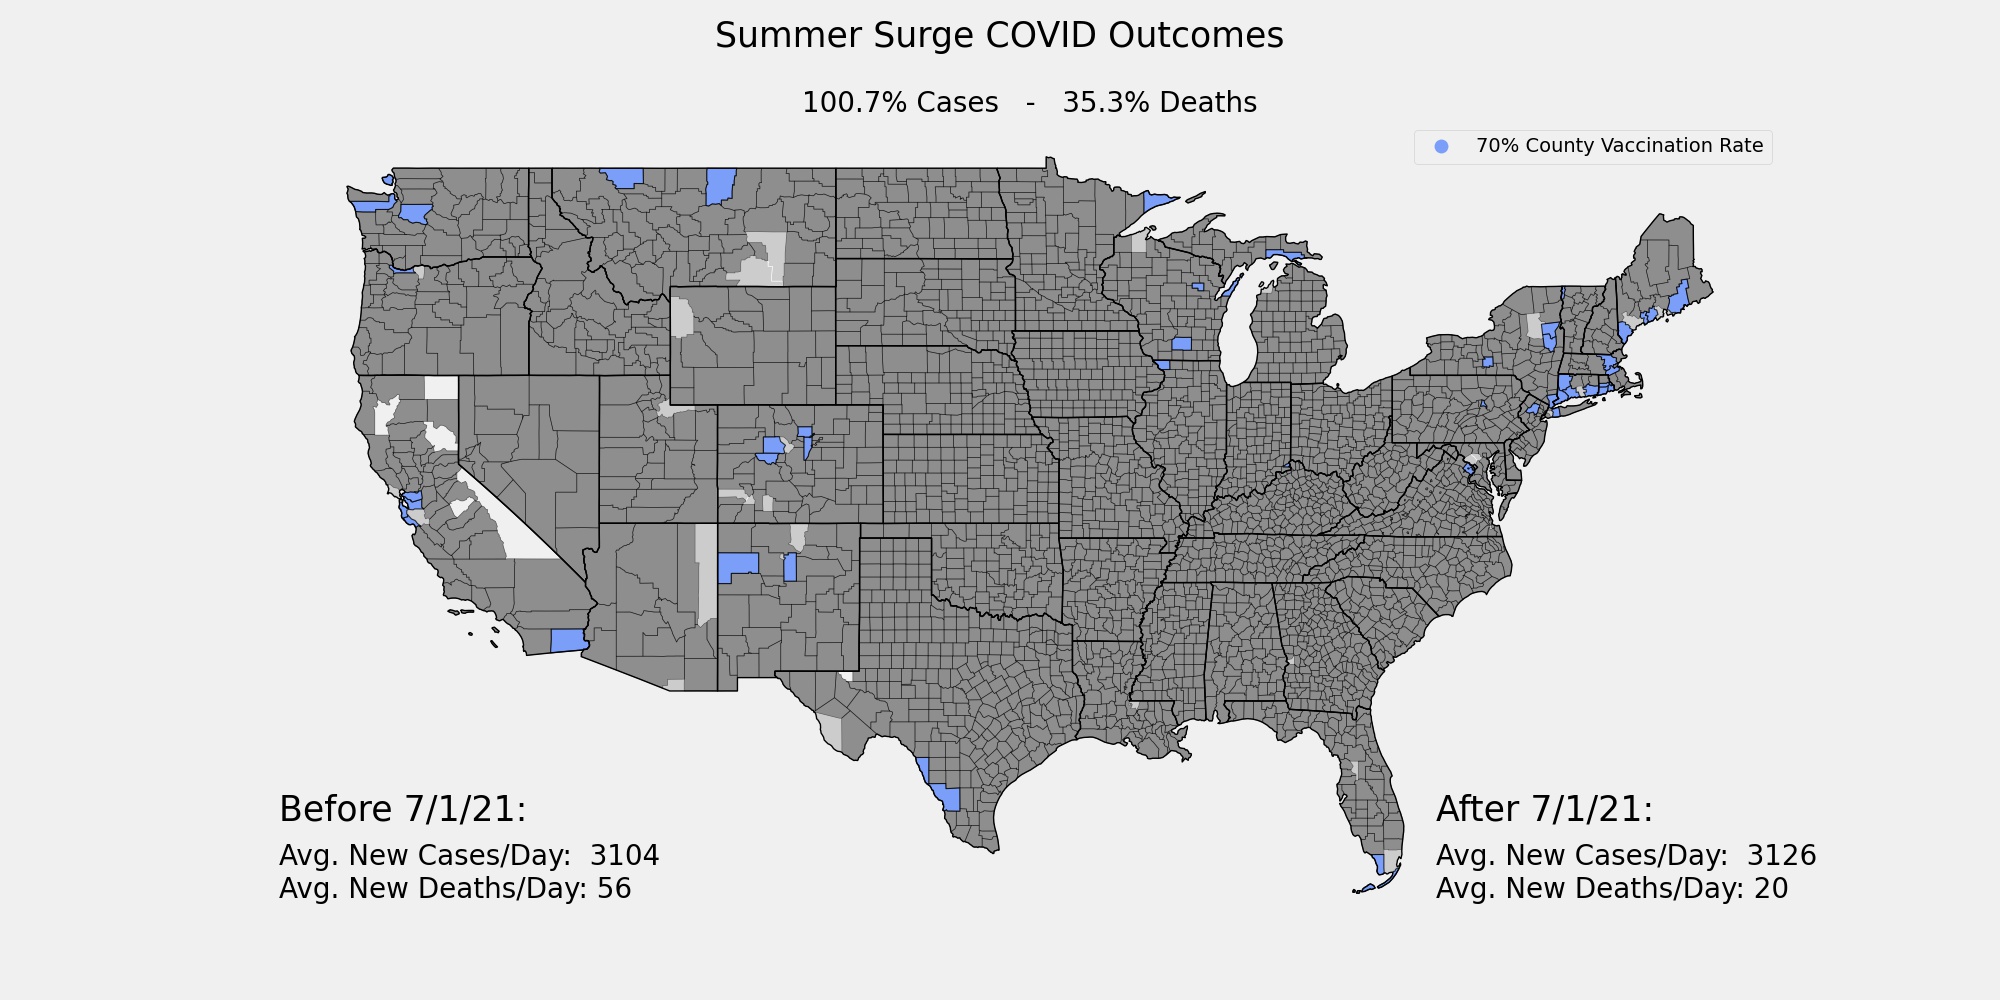 Summer Surge COVID Outcomes
100.7% Cases - 35.3% Deaths
70% County Vaccination Rate
Before 7/1/21:
Avg. New Cases/Day: 3104
Avg. New Deaths/Day: 56
After 7/1/21:
Avg. New Cases/Day: 3126
Avg. New Deaths/Day: 20